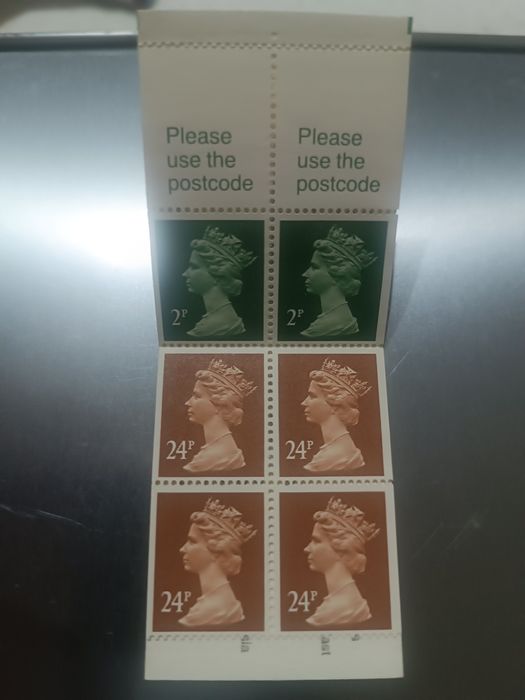 Please Please
use the use the
postcode postcode
2P 2P
24P 24P
24P 24P